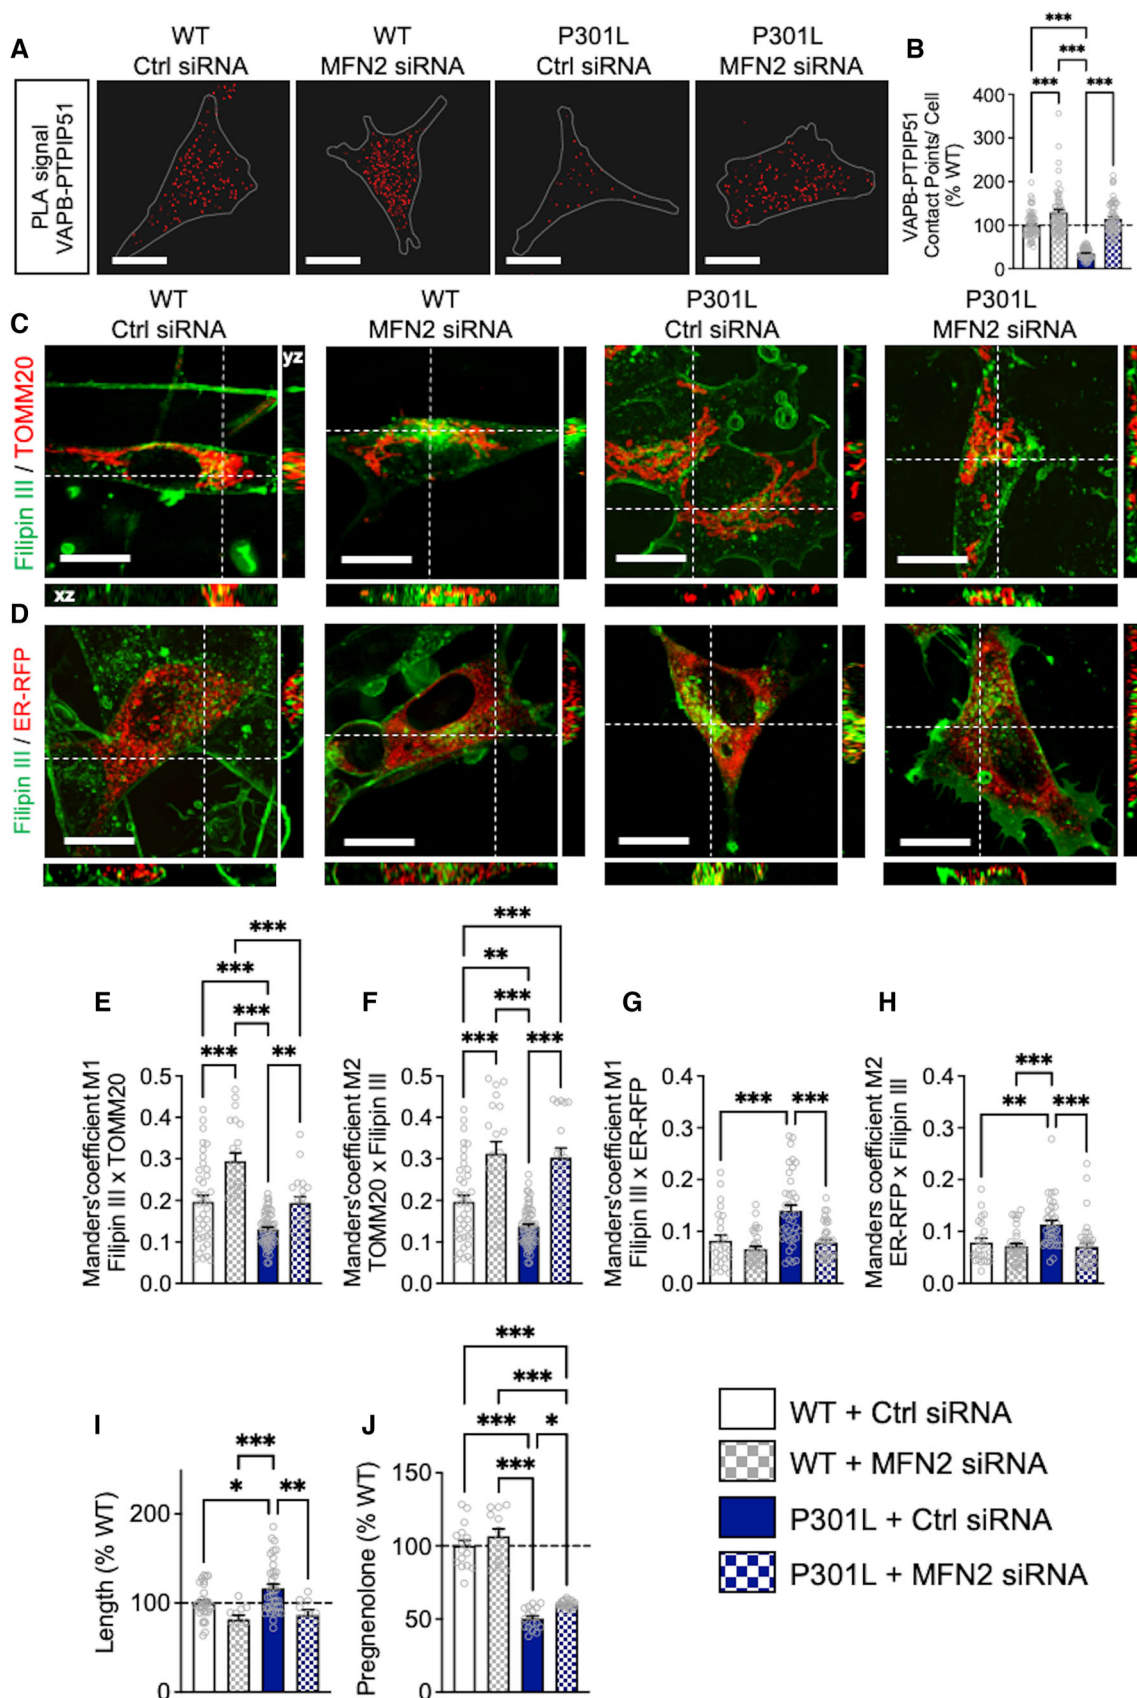 A
WT
Ctrl siRNA
WT
MFN2 siRNA
P301L
Ctrl siRNA
P301L
MFN2 siRNA
PLA signal
VAPB-PTPIP51
B
***
***
***
***
VAPB-PTPIP51
Contact Points/ Cell
(% WT)
400
300
200
100
0
C
WT
Ctrl siRNA
WT
MFN2 siRNA
P301L
Ctrl siRNA
P301L
MFN2 siRNA
Filipin III / TOMM20
yz
xz
D
Filipin III / ER-RFP
E
***
***
***
***
**
Manders'coefficient M1
Filipin III x TOMM20
0.5
0.4
0.3
0.2
0.1
0.0
F
***
**
***
***
***
Manders'coefficient M2
TOMM20 x Filipin III
0.5
0.4
0.3
0.2
0.1
0.0
G
***
***
Manders'coefficient M1
Filipin III x ER-RFP
0.4
0.3
0.2
0.1
0.0
H
***
**
***
Manders coefficient M2
ER-RFP x Filipin III
0.4
0.3
0.2
0.1
0.0
I
***
*
**
Length (% WT)
200
100
0
J
***
***
***
*
***
Pregnenolone (% WT)
150
100
50
0
WT + Ctrl siRNA
WT + MFN2 siRNA
P301L + Ctrl siRNA
P301L + MFN2 siRNA